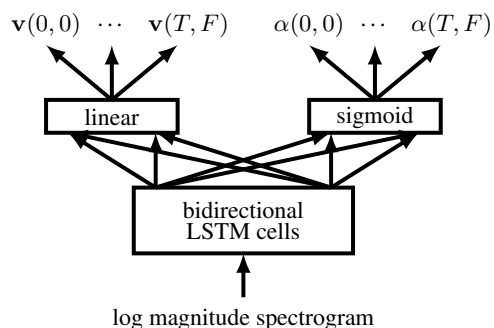 v(0, 0) ⋯ v(T, F) α(0, 0) ⋯ α(T, F)
linear sigmoid
bidirectional
LSTM cells
log magnitude spectrogram